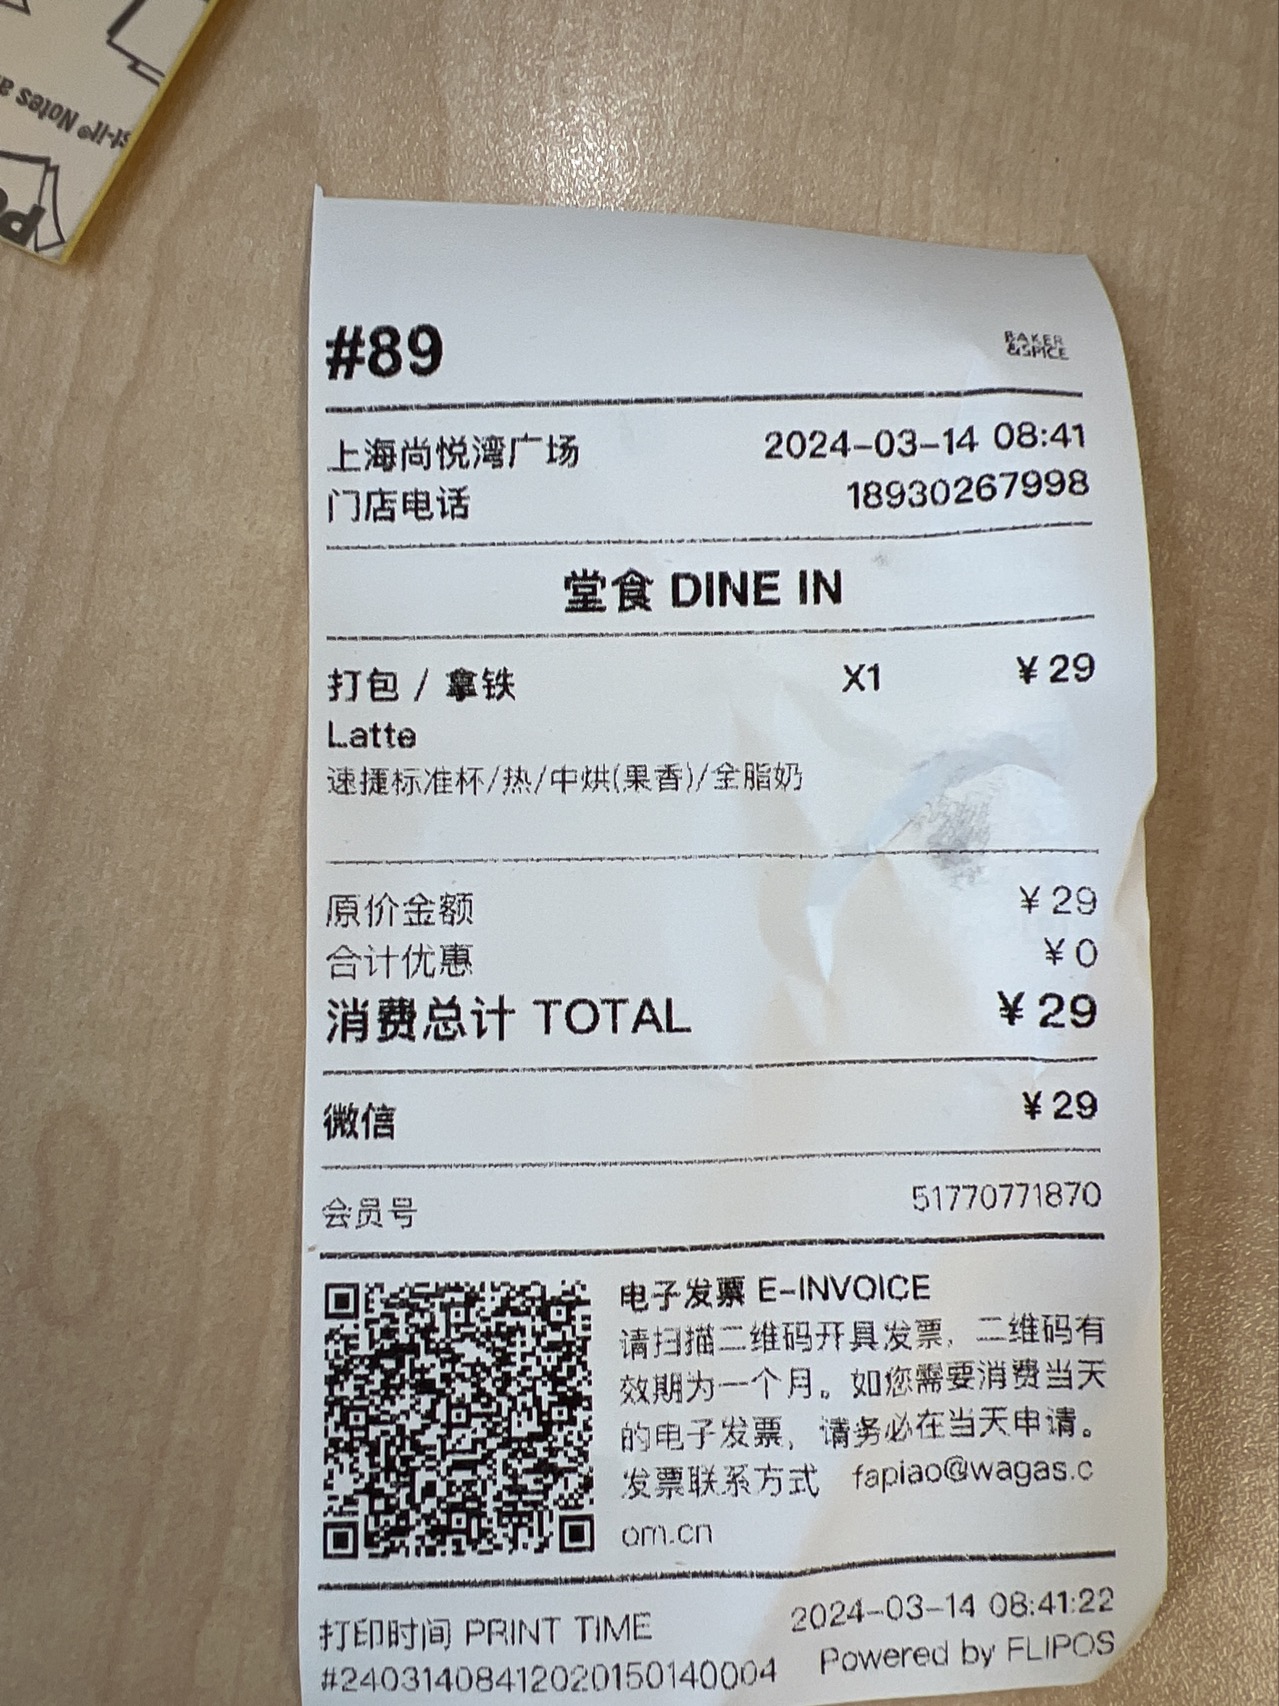 st-it® Notes a
#89
BAKER
&SPICE
上海尚悦湾广场 2024-03-14 08:41
门店电话 18930267998
堂食 DINE IN
打包 / 拿铁 X1 ¥29
Latte
速捷标准杯/热/中烘(果香)/全脂奶
原价金额 ¥29
合计优惠 ¥0
消费总计 TOTAL ¥29
微信 ¥29
会员号 51770771870
电子发票 E-INVOICE
请扫描二维码开具发票，二维码有
效期为一个月。如您需要消费当天
的电子发票，请务必在当天申请。
发票联系方式 fapiao@wagas.c
om.cn
打印时间 PRINT TIME 2024-03-14 08:41:22
#24031408412020150140004 Powered by FLIPOS